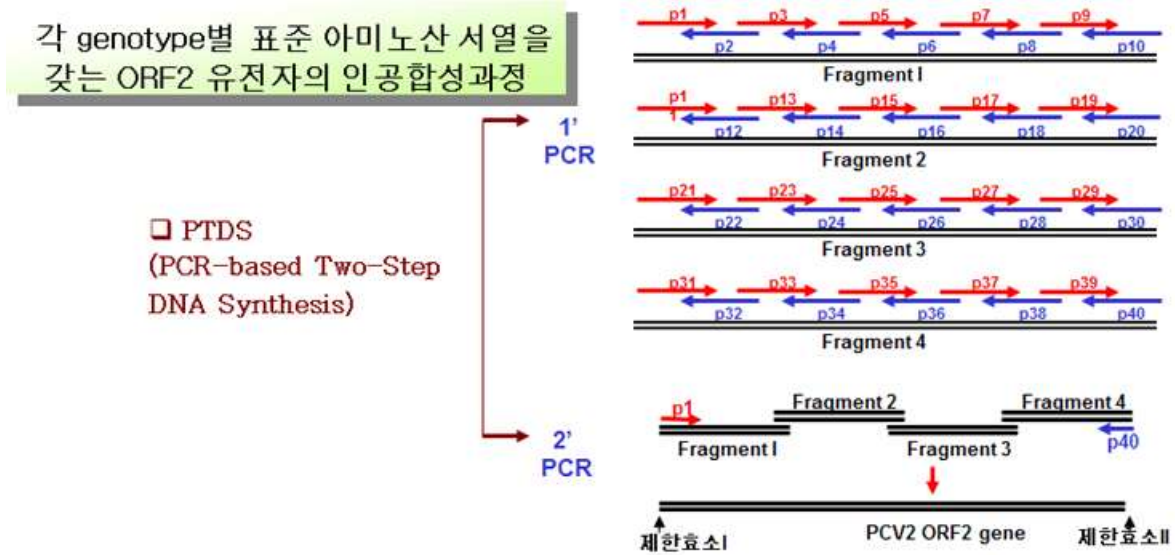 각 genotype별 표준 아미노산 서열을
갖는 ORF2 유전자의 인공합성과정
1'
PCR
❑ PTDS
(PCR-based Two-Step
DNA Synthesis)
2'
PCR
p1 p3 p5 p7 p9
p2 p4 p6 p8 p10
Fragment I
p1 p13 p15 p17 p19
1
p12 p14 p16 p18 p20
Fragment 2
p21 p23 p25 p27 p29
p22 p24 p26 p28 p30
Fragment 3
p31 p33 p35 p37 p39
p32 p34 p36 p38 p40
Fragment 4
Fragment 2 Fragment 4
p1
p40
Fragment I Fragment 3
PCV2 ORF2 gene
제한효소I 제한효소II